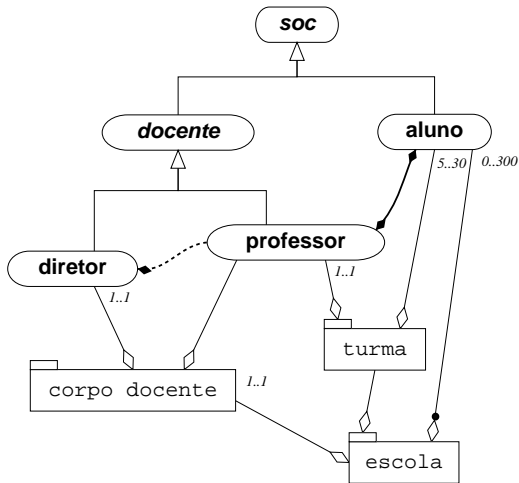 soc
docente
aluno
5..30
0..300
professor
diretor
1..1
1..1
turma
corpo docente
1..1
escola